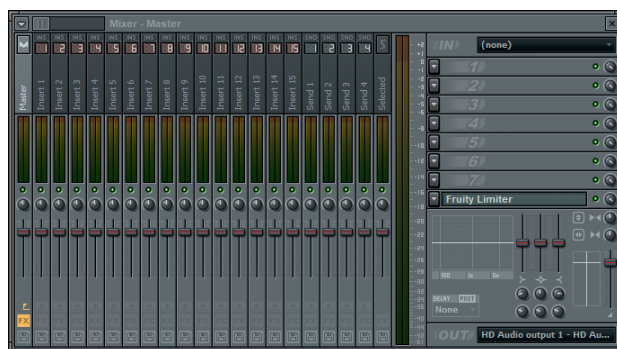 Mixer - Master
INS INS INS INS INS INS INS INS INS INS INS INS INS INS INS SND SND SND SND
M 1 2 3 4 5 6 7 8 9 10 11 12 13 14 15 1 2 3 4 S
Master
Insert 1
Insert 2
Insert 3
Insert 4
Insert 5
Insert 6
Insert 7
Insert 8
Insert 9
Insert 10
Insert 11
Insert 12
Insert 13
Insert 14
Insert 15
Send 1
Send 2
Send 3
Send 4
Selected
FX
IN (none)
1
2
3
4
5
6
7
Fruity Limiter
100 1k 5k
DELAY POST
None
OUT HD Audio output 1 - HD Au...